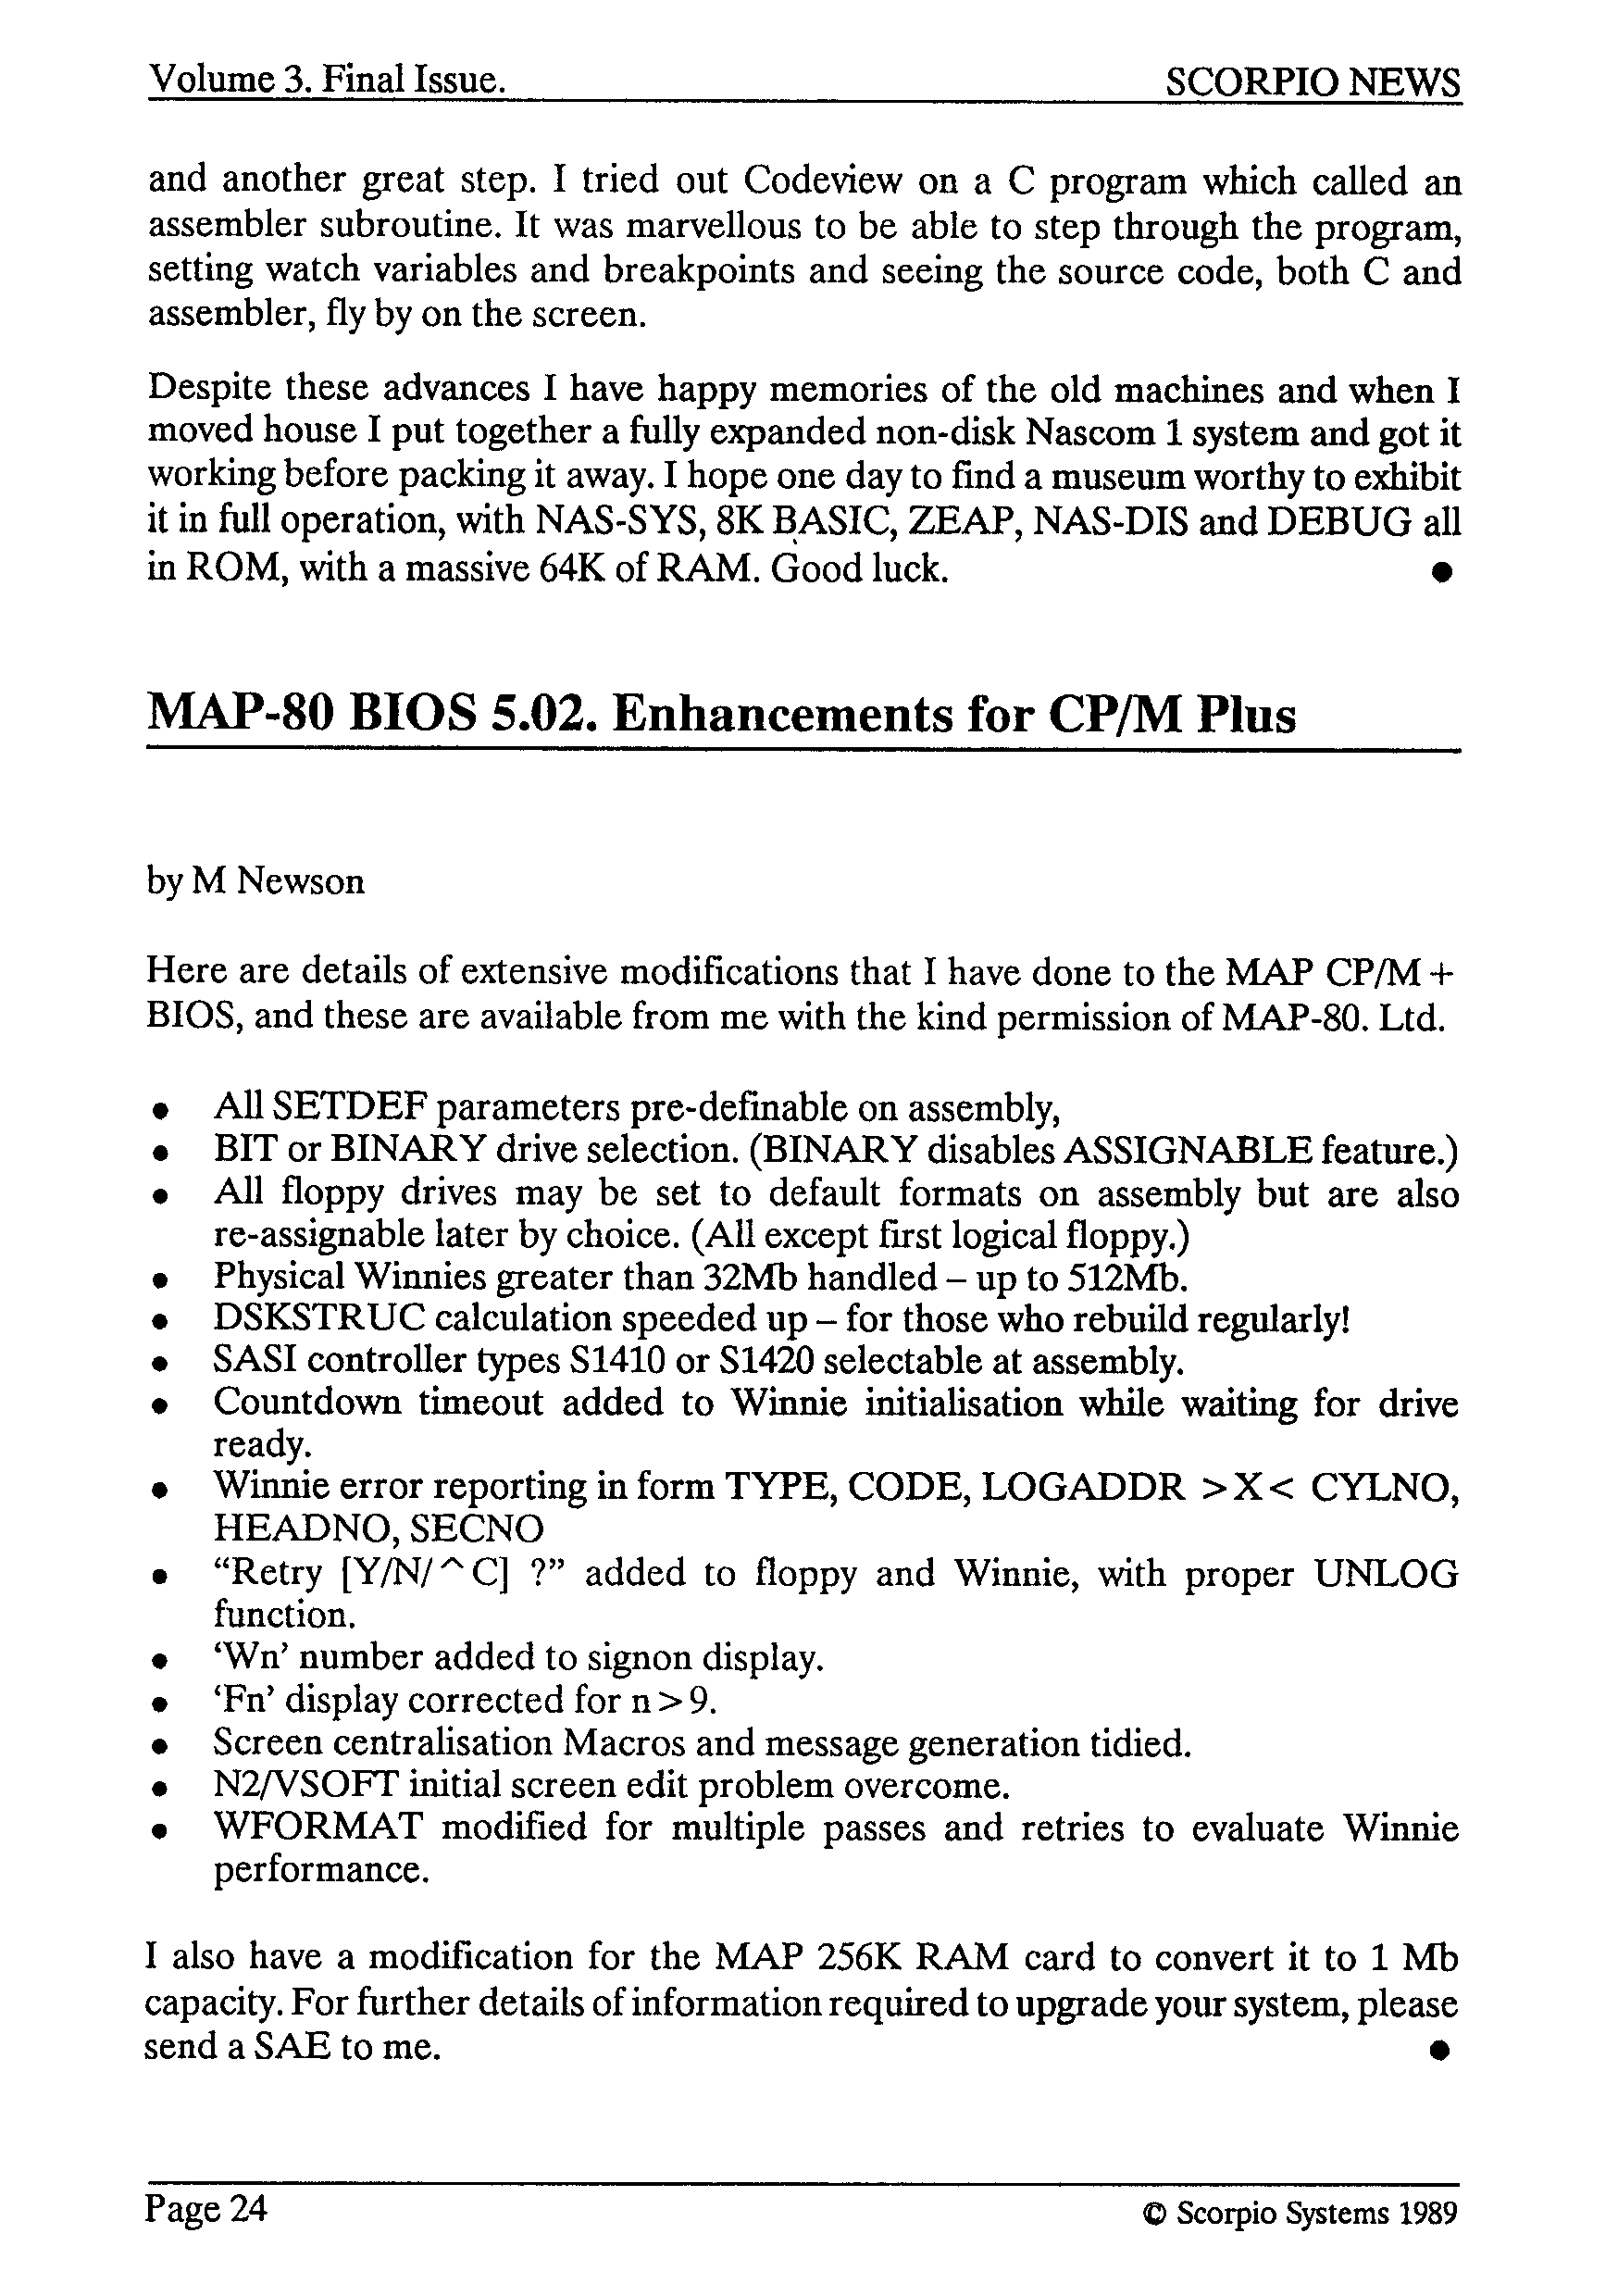 Volume 3. Final Issue. SCORPIO NEWS
and another great step. I tried out Codeview on a C program which called an
assembler subroutine. It was marvellous to be able to step through the program,
setting watch variables and breakpoints and seeing the source code, both C and
assembler, fly by on the screen.
Despite these advances I have happy memories of the old machines and when I
moved house I put together a fully expanded non-disk Nascom 1 system and got it
working before packing it away. I hope one day to find a museum worthy to exhibit
it in full operation, with NAS-SYS, 8K BASIC, ZEAP, NAS-DIS and DEBUG all
in ROM, with a massive 64K of RAM. Good luck. ●
MAP-80 BIOS 5.02. Enhancements for CP/M Plus
by M Newson
Here are details of extensive modifications that I have done to the MAP CP/M+
BIOS, and these are available from me with the kind permission of MAP-80. Ltd.
● All SETDEF parameters pre-definable on assembly,
● BIT or BINARY drive selection. (BINARY disables ASSIGNABLE feature.)
● All floppy drives may be set to default formats on assembly but are also
re-assignable later by choice. (All except first logical floppy.)
● Physical Winnies greater than 32Mb handled – up to 512Mb.
● DSKSTRUC calculation speeded up – for those who rebuild regularly!
● SASI controller types S1410 or S1420 selectable at assembly.
● Countdown timeout added to Winnie initialisation while waiting for drive
ready.
● Winnie error reporting in form TYPE, CODE, LOGADDR >X< CYLNO,
HEADNO, SECNO
● “Retry [Y/N/^C] ?” added to floppy and Winnie, with proper UNLOG
function.
● ‘Wn’ number added to signon display.
● ‘Fn’ display corrected for n>9.
● Screen centralisation Macros and message generation tidied.
● N2/VSOFT initial screen edit problem overcome.
● WFORMAT modified for multiple passes and retries to evaluate Winnie
performance.
I also have a modification for the MAP 256K RAM card to convert it to 1 Mb
capacity. For further details of information required to upgrade your system, please
send a SAE to me. ●
Page 24 © Scorpio Systems 1989